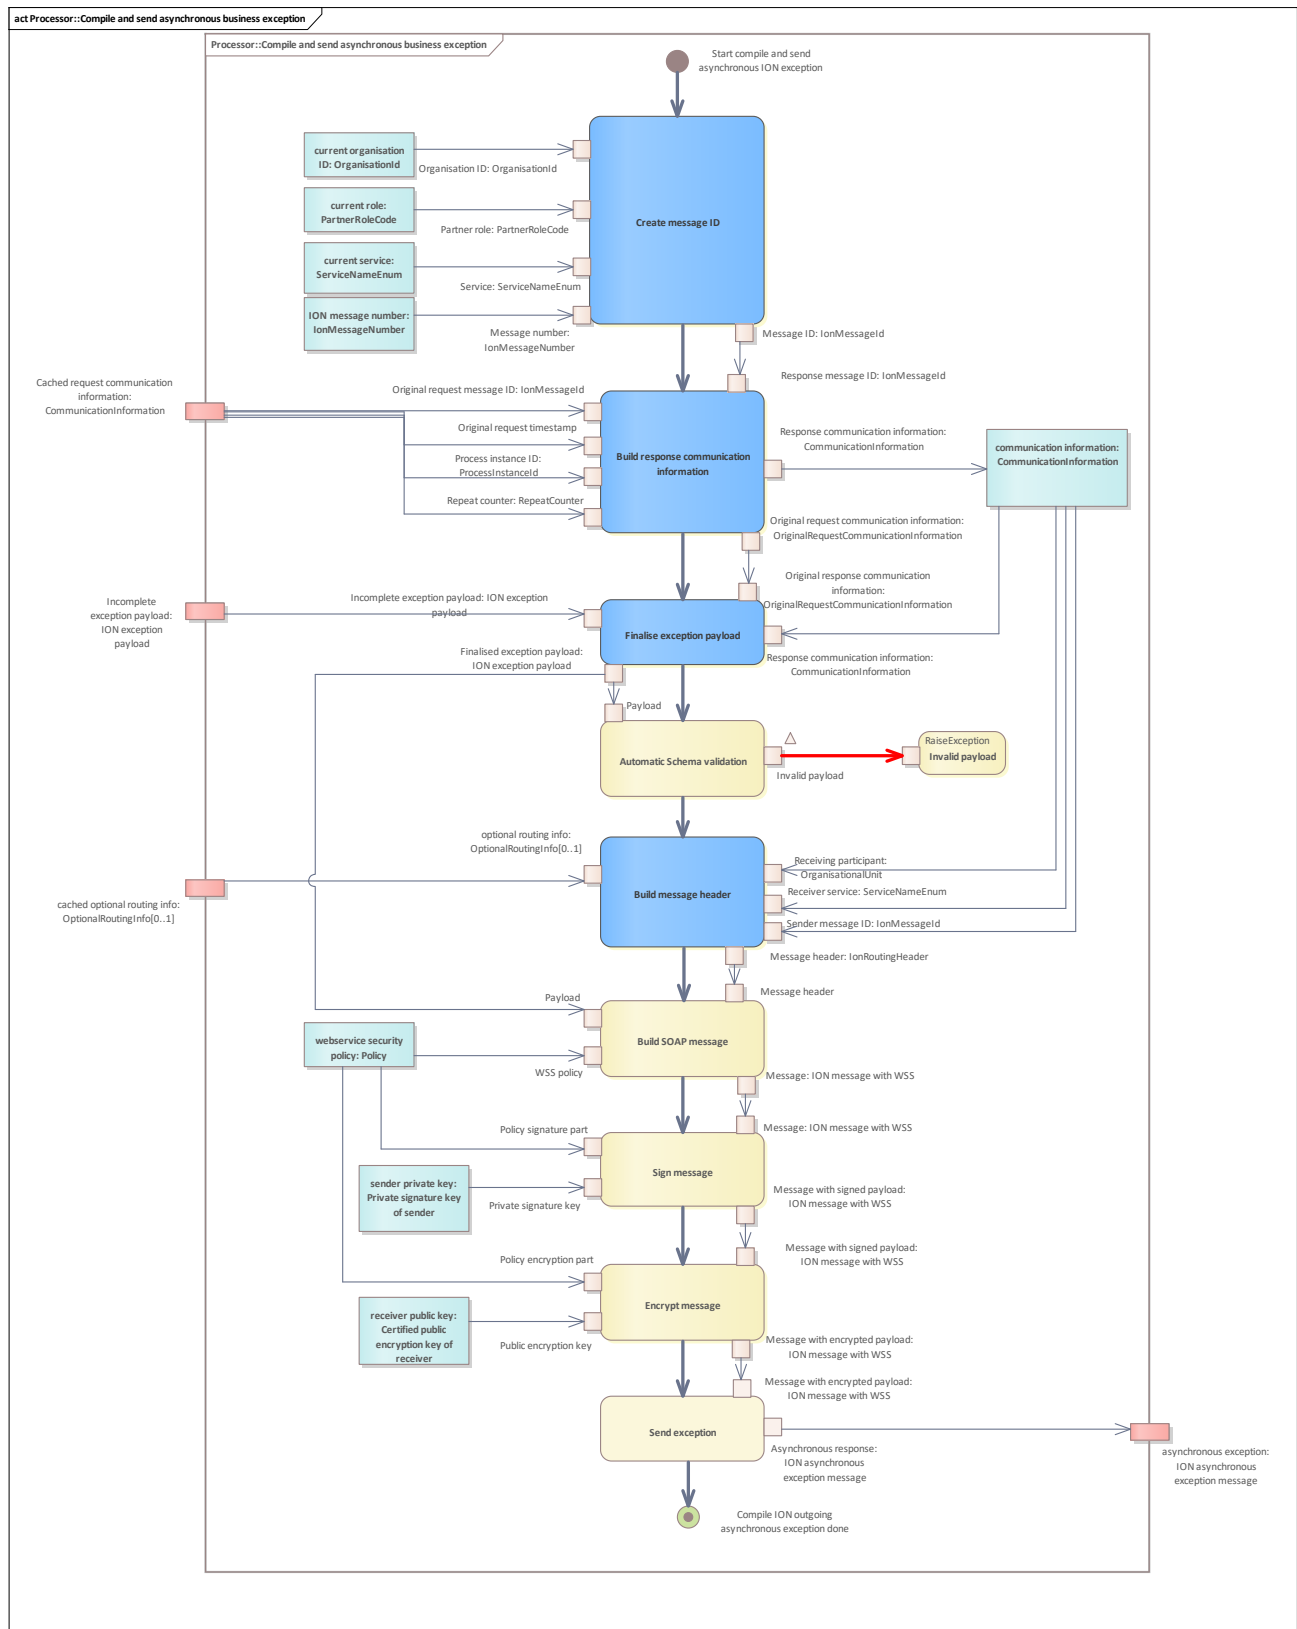 act Processor::Compile and send asynchronous business exception
Processor::Compile and send asynchronous business exception
Start compile and send
asynchronous ION exception
current organisation
ID: OrganisationId
Organisation ID: OrganisationId
current role:
PartnerRoleCode
Partner role: PartnerRoleCode
Create message ID
current service:
ServiceNameEnum
Service: ServiceNameEnum
ION message number:
IonMessageNumber
Message number:
IonMessageNumber
Message ID: IonMessageId
Response message ID: IonMessageId
Cached request communication
information:
CommunicationInformation
Original request message ID: IonMessageId
Original request timestamp
Process instance ID:
ProcessInstanceId
Repeat counter: RepeatCounter
Build response communication
information
Response communication information:
CommunicationInformation
communication information:
CommunicationInformation
Original request communication information:
OriginalRequestCommunicationInformation
Original response communication
information:
OriginalRequestCommunicationInformation
Incomplete
exception payload:
ION exception
payload
Incomplete exception payload: ION exception
payload
Finalise exception payload
Response communication information:
CommunicationInformation
Finalised exception payload:
ION exception payload
Payload
Automatic Schema validation
Invalid payload
RaiseException
Invalid payload
optional routing info:
OptionalRoutingInfo[0..1]
cached optional routing info:
OptionalRoutingInfo[0..1]
Build message header
Receiving participant:
OrganisationalUnit
Receiver service: ServiceNameEnum
Sender message ID: IonMessageId
Message header: IonRoutingHeader
Message header
Payload
Build SOAP message
webservice security
policy: Policy
WSS policy
Message: ION message with WSS
Message: ION message with WSS
Policy signature part
Sign message
sender private key:
Private signature key
of sender
Private signature key
Message with signed payload:
ION message with WSS
Message with signed payload:
ION message with WSS
Policy encryption part
Encrypt message
receiver public key:
Certified public
encryption key of
receiver
Public encryption key
Message with encrypted payload:
ION message with WSS
Message with encrypted payload:
ION message with WSS
Send exception
Asynchronous response:
ION asynchronous
exception message
asynchronous exception:
ION asynchronous
exception message
Compile ION outgoing
asynchronous exception done